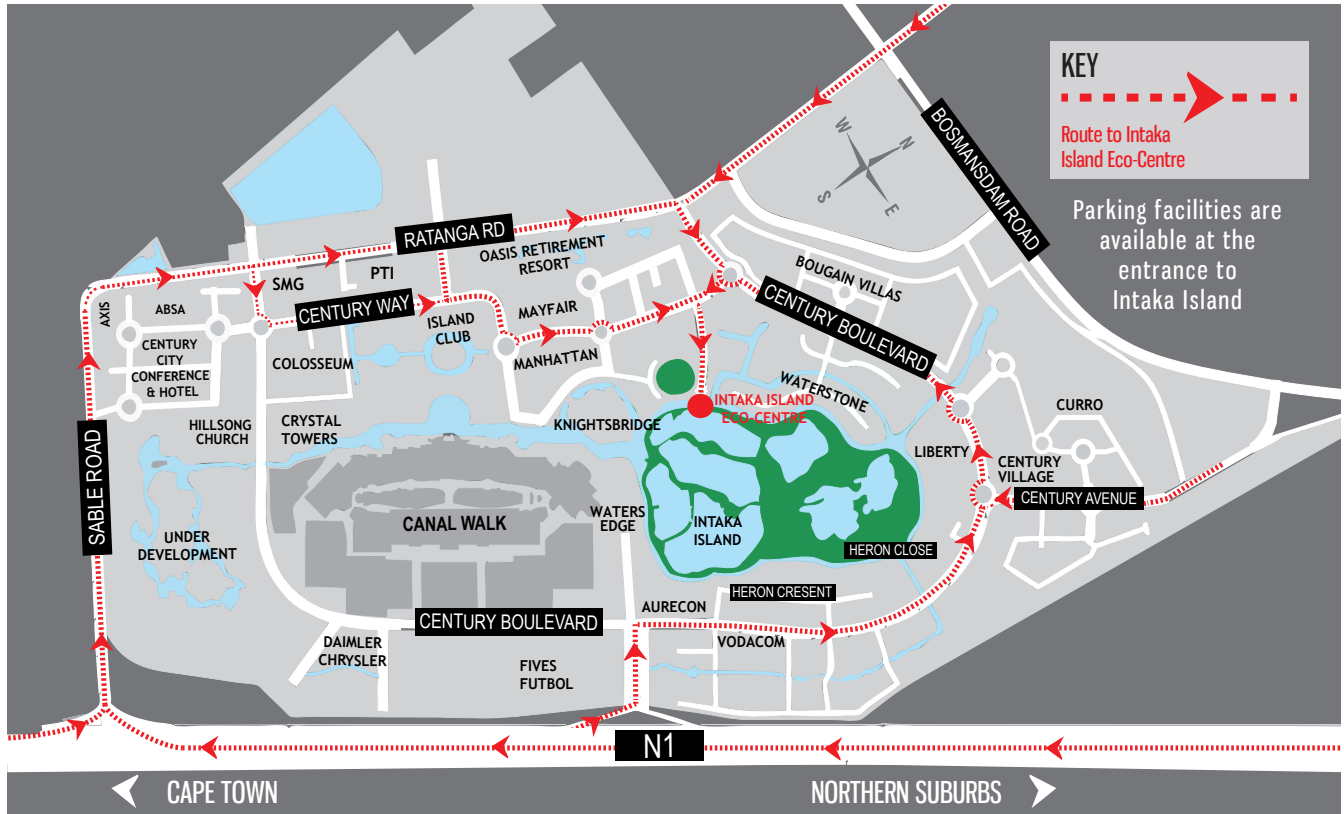 KEY
Route to Intaka
Island Eco-Centre
Parking facilities are
available at the
entrance to
Intaka Island
W
N
S
E
BOSMANSDAM ROAD
RATANGA RD
OASIS RETIREMENT
RESORT
SMG
PTI
CENTURY WAY
AXIS
ABSA
CENTURY
CITY
CONFERENCE
& HOTEL
COLOSSEUM
ISLAND
CLUB
MAYFAIR
MANHATTAN
BOUGAIN VILLAS
CENTURY BOULEVARD
WATERSTONE
INTAKA ISLAND
ECO-CENTRE
KNIGHTSBRIDGE
HILLSONG
CHURCH
CRYSTAL
TOWERS
CURRO
LIBERTY
CENTURY
VILLAGE
CENTURY AVENUE
SABLE ROAD
UNDER
DEVELOPMENT
CANAL WALK
WATERS
EDGE
INTAKA
ISLAND
HERON CLOSE
HERON CRESENT
AURECON
VODACOM
CENTURY BOULEVARD
DAIMLER
CHRYSLER
FIVES
FUTBOL
N1
CAPE TOWN
NORTHERN SUBURBS